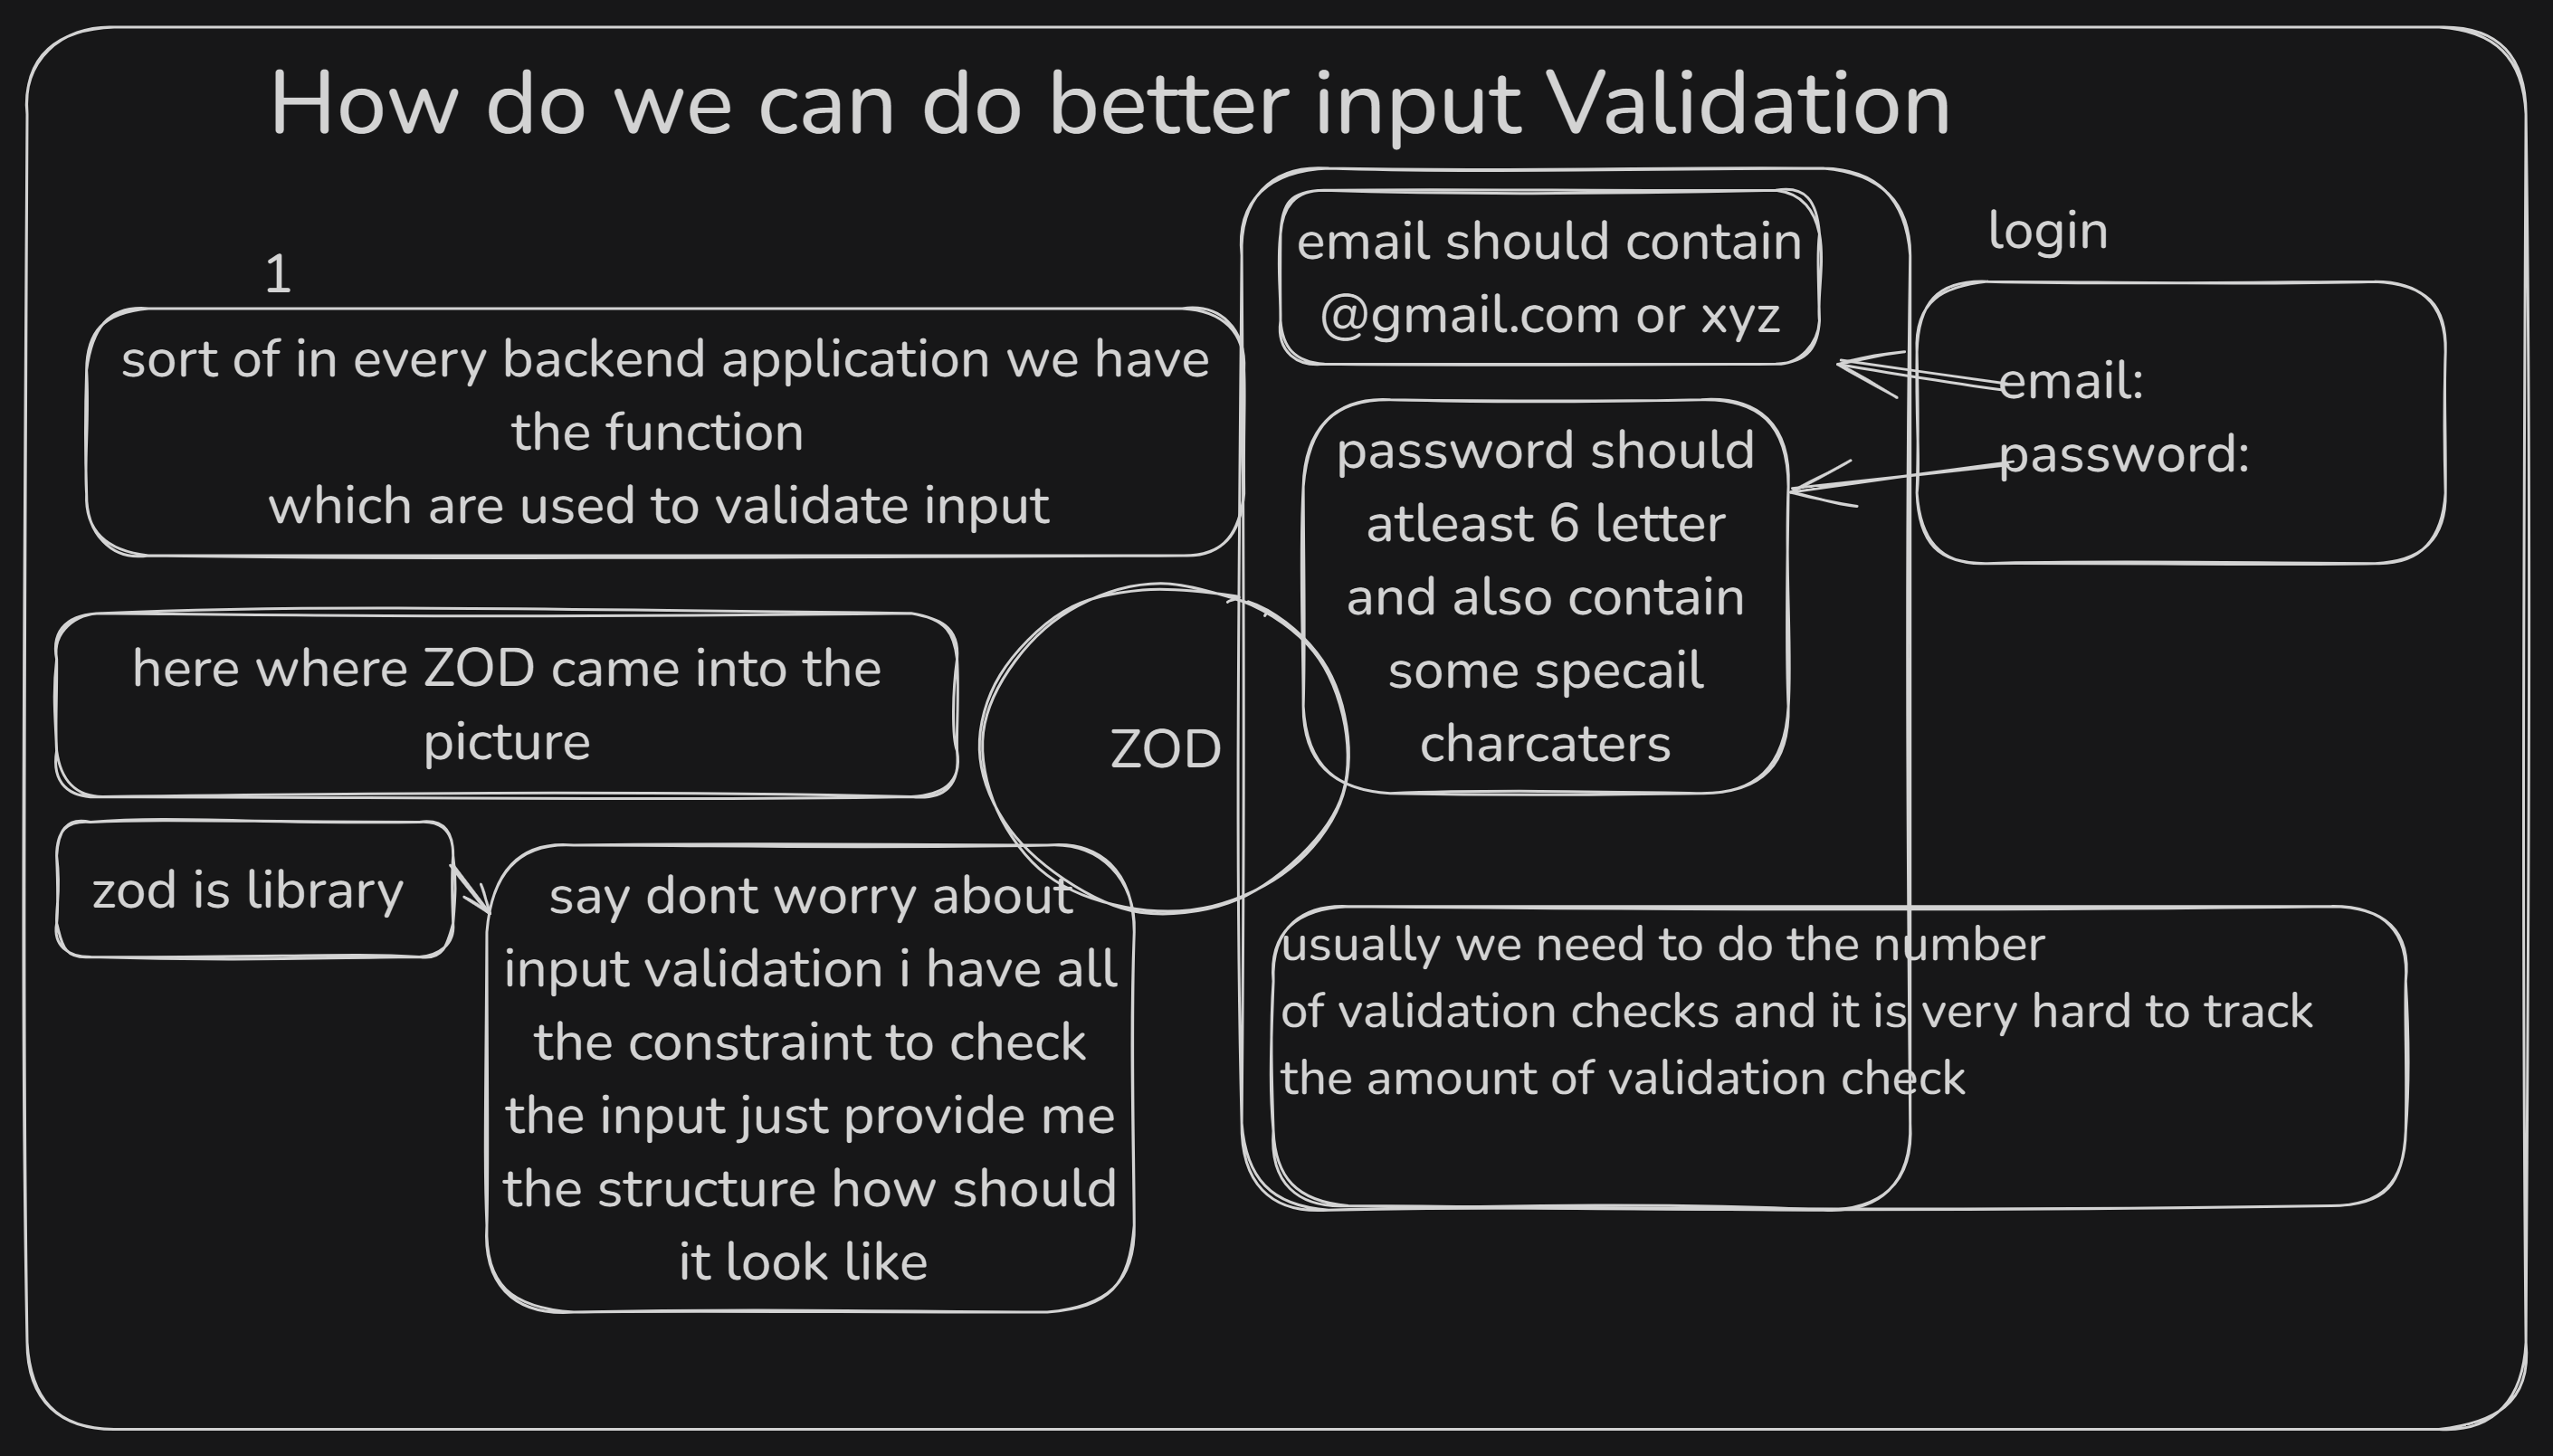 How do we can do better input Validation
1
sort of in every backend application we have
the function
which are used to validate input
here where ZOD came into the
picture
zod is library
say dont worry about
input validation i have all
the constraint to check
the input just provide me
the structure how should
it look like
ZOD
email should contain
@gmail.com or xyz
password should
atleast 6 letter
and also contain
some specail
charcaters
login
email:
password:
usually we need to do the number
of validation checks and it is very hard to track
the amount of validation check